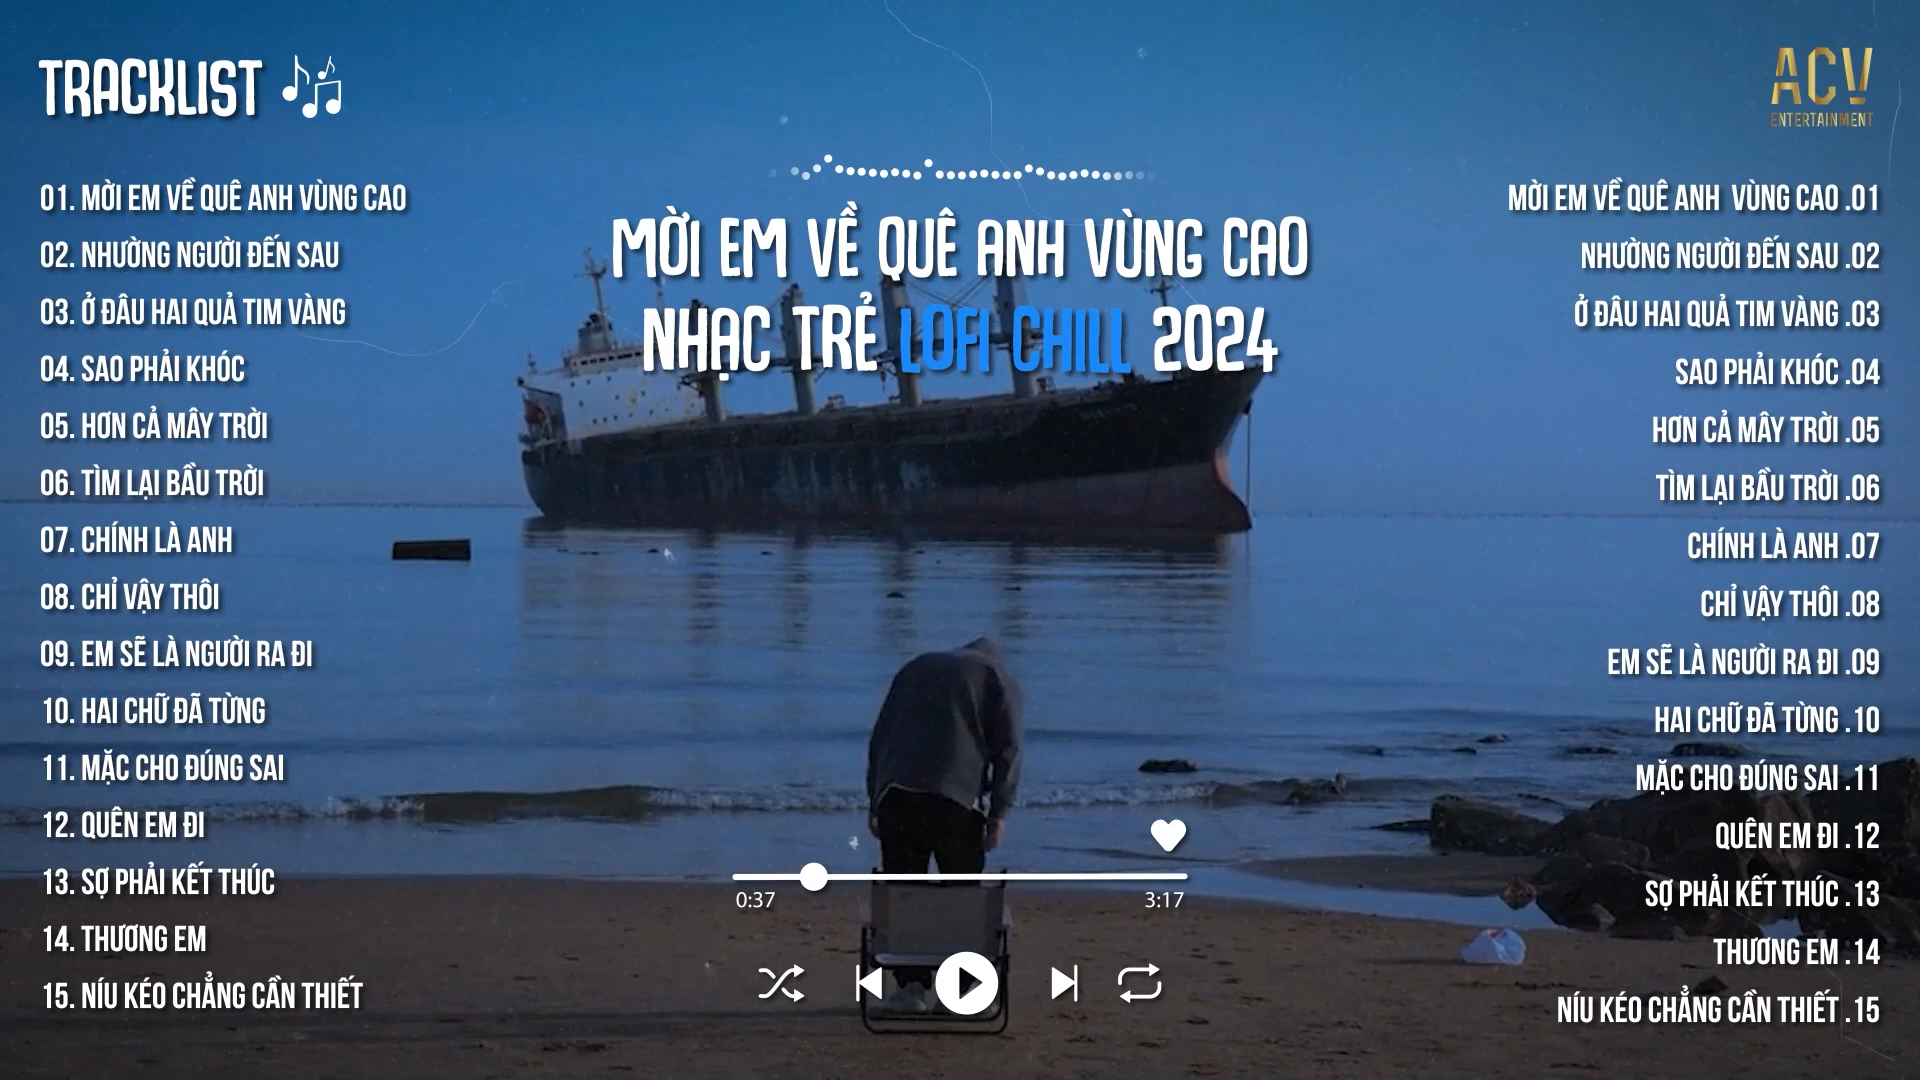 TRACKLIST
ACV
ENTERTAINMENT
01. MỜI EM VỀ QUÊ ANH VÙNG CAO
02. NHƯỜNG NGƯỜI ĐẾN SAU
03. Ở ĐÂU HAI QUẢ TIM VÀNG
04. SAO PHẢI KHÓC
05. HƠN CẢ MÂY TRỜI
06. TÌM LẠI BẦU TRỜI
07. CHÍNH LÀ ANH
08. CHỈ VẬY THÔI
09. EM SẼ LÀ NGƯỜI RA ĐI
10. HAI CHỮ ĐÃ TỪNG
11. MẶC CHO ĐÚNG SAI
12. QUÊN EM ĐI
13. SỢ PHẢI KẾT THÚC
14. THƯƠNG EM
15. NÍU KÉO CHẲNG CẦN THIẾT
MỜI EM VỀ QUÊ ANH VÙNG CAO
NHẠC TRẺ LOFI CHILL 2024
0:37
3:17
MỜI EM VỀ QUÊ ANH VÙNG CAO .01
NHƯỜNG NGƯỜI ĐẾN SAU .02
Ở ĐÂU HAI QUẢ TIM VÀNG .03
SAO PHẢI KHÓC .04
HƠN CẢ MÂY TRỜI .05
TÌM LẠI BẦU TRỜI .06
CHÍNH LÀ ANH .07
CHỈ VẬY THÔI .08
EM SẼ LÀ NGƯỜI RA ĐI .09
HAI CHỮ ĐÃ TỪNG .10
MẶC CHO ĐÚNG SAI .11
QUÊN EM ĐI .12
SỢ PHẢI KẾT THÚC .13
THƯƠNG EM .14
NÍU KÉO CHẲNG CẦN THIẾT .15